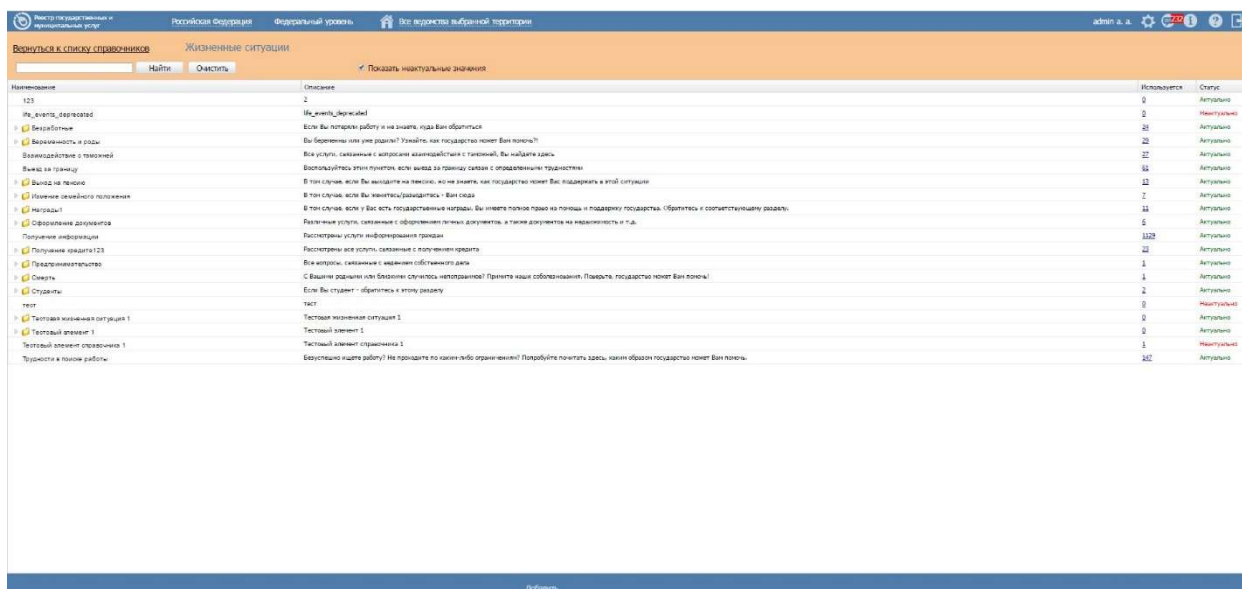 Реестр государственных и муниципальных услуг
Российская Федерация Федеральный уровень Все ведомства выбранной территории admin a. a. 232
Вернуться к списку справочников Жизненные ситуации
Найти Очистить Показать неактуальные значения
Наименование Описание Используется Статус
123 2 0 Актуально
life_events_deprecated life_events_deprecated 0 Неактуально
Безработные Если Вы потеряли работу и не знаете, куда Вам обратиться 24 Актуально
Беременность и роды Вы беременны или уже родили? Узнайте, как государство может Вам помочь?! 29 Актуально
Взаимодействие с таможней Все услуги, связанные с вопросами взаимодействия с таможней, Вы найдете здесь 27 Актуально
Выезд за границу Воспользуйтесь этим пунктом, если выезд за границу связан с определенными трудностями 61 Актуально
Выход на пенсию В том случае, если Вы выходите на пенсию, но не знаете, как государство может Вас поддержать в этой ситуации 13 Актуально
Измение семейного положения В том случае, если Вы женитесь/разводитесь - Вам сюда 7 Актуально
Награды1 В том случае, если у Вас есть государственные награды, Вы имеете полное право на помощь и поддержку государства. Обратитесь к соответствующему разделу. 11 Актуально
Оформление документов Различные услуги, связанные с оформлением личных документов, а также документов на недвижимость и т.д. 6 Актуально
Получение информации Рассмотрены услуги информирования граждан 1129 Актуально
Получение кредита123 Рассмотрены все услуги, связанные с получением кредита 23 Актуально
Предпринимательство Все вопросы, связанные с ведением собственного дела 1 Актуально
Смерть С Вашими родными или близкими случилось непоправимое? Примите наши соболезнования. Поверьте, государство может Вам помочь! 1 Актуально
Студенты Если Вы студент - обратитесь к этому разделу 2 Актуально
тест тест 0 Неактуально
Тестовая жизненная ситуация 1 Тестовая жизненная ситуация 1 0 Актуально
Тестовый элемент 1 Тестовый элемент 1 0 Актуально
Тестовый элемент справочника 1 Тестовый элемент справочника 1 1 Неактуально
Трудности в поиске работы Безуспешно ищете работу? Не проходите по каким-либо ограничениям? Попробуйте почитать здесь, каким образом государство может Вам помочь. 147 Актуально
Добавить